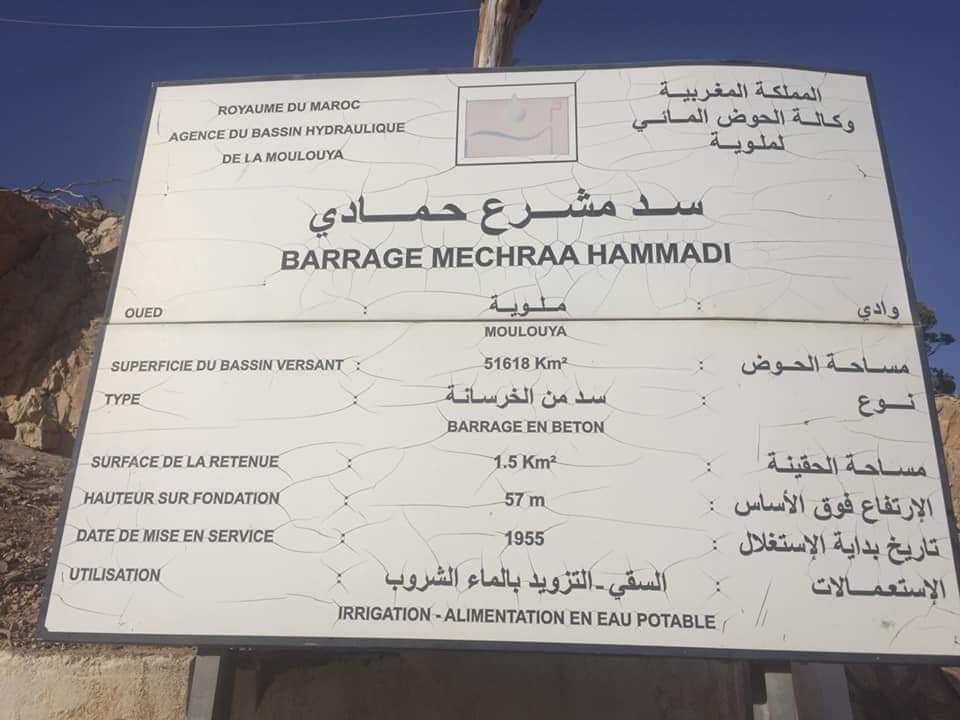 ROYAUME DU MAROC
AGENCE DU BASSIN HYDRAULIQUE
DE LA MOULOUYA
المملكة المغربية
وكالة الحوض المائي
لملوية
سد مشرع حمادي
BARRAGE MECHRAA HAMMADI
OUED : ملوية : وادي
MOULOUYA
SUPERFICIE DU BASSIN VERSANT : 51618 Km² : مساحة الحوض
TYPE : سد من الخرسانة : نوع
BARRAGE EN BETON
SURFACE DE LA RETENUE : 1.5 Km² : مساحة الحقينة
HAUTEUR SUR FONDATION : 57 m : الإرتفاع فوق الأساس
DATE DE MISE EN SERVICE : 1955 : تاريخ بداية الإستغلال
UTILISATION : السقي - التزويد بالماء الشروب : الإستعمالات
IRRIGATION - ALIMENTATION EN EAU POTABLE